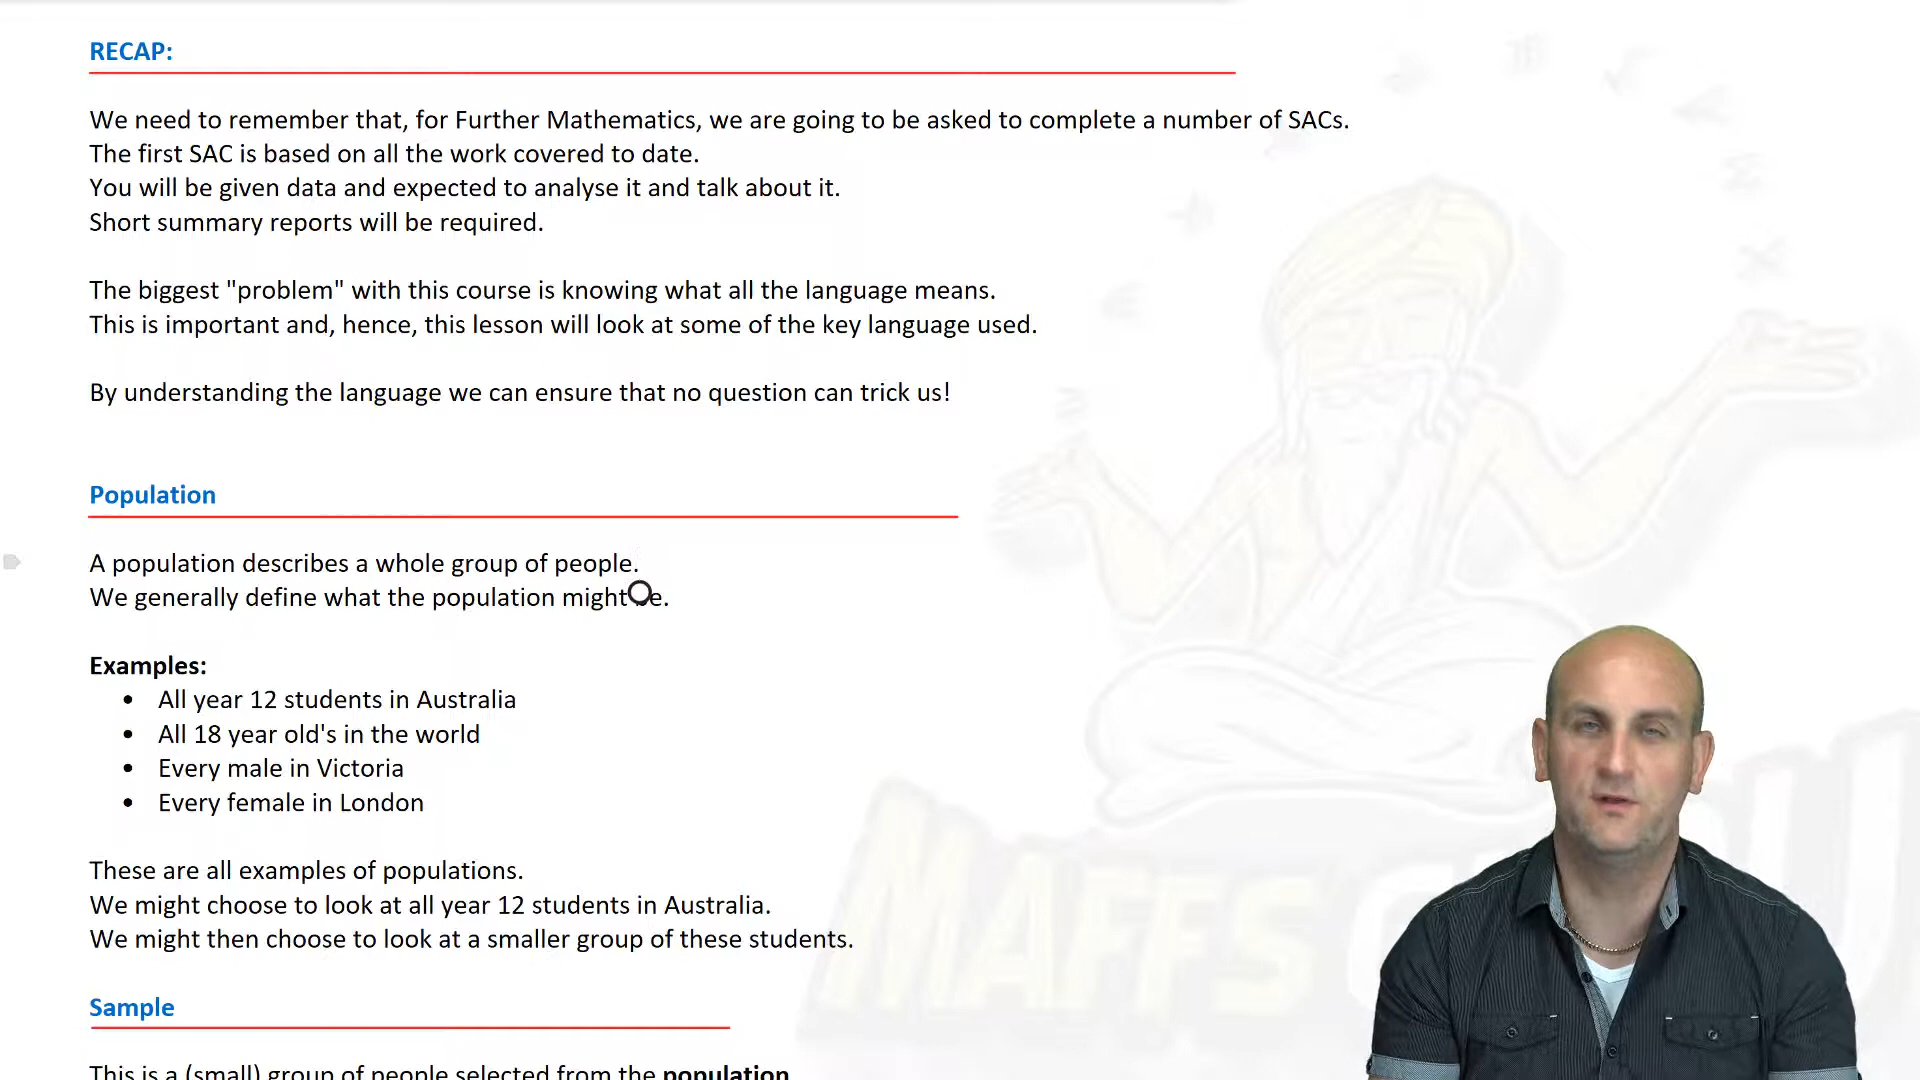 RECAP:
We need to remember that, for Further Mathematics, we are going to be asked to complete a number of SACs.
The first SAC is based on all the work covered to date.
You will be given data and expected to analyse it and talk about it.
Short summary reports will be required.
The biggest "problem" with this course is knowing what all the language means.
This is important and, hence, this lesson will look at some of the key language used.
By understanding the language we can ensure that no question can trick us!
Population
A population describes a whole group of people.
We generally define what the population might be.
Examples:
• All year 12 students in Australia
• All 18 year old's in the world
• Every male in Victoria
• Every female in London
These are all examples of populations.
We might choose to look at all year 12 students in Australia.
We might then choose to look at a smaller group of these students.
Sample
This is a (small) group of people selected from the population
MAFFS